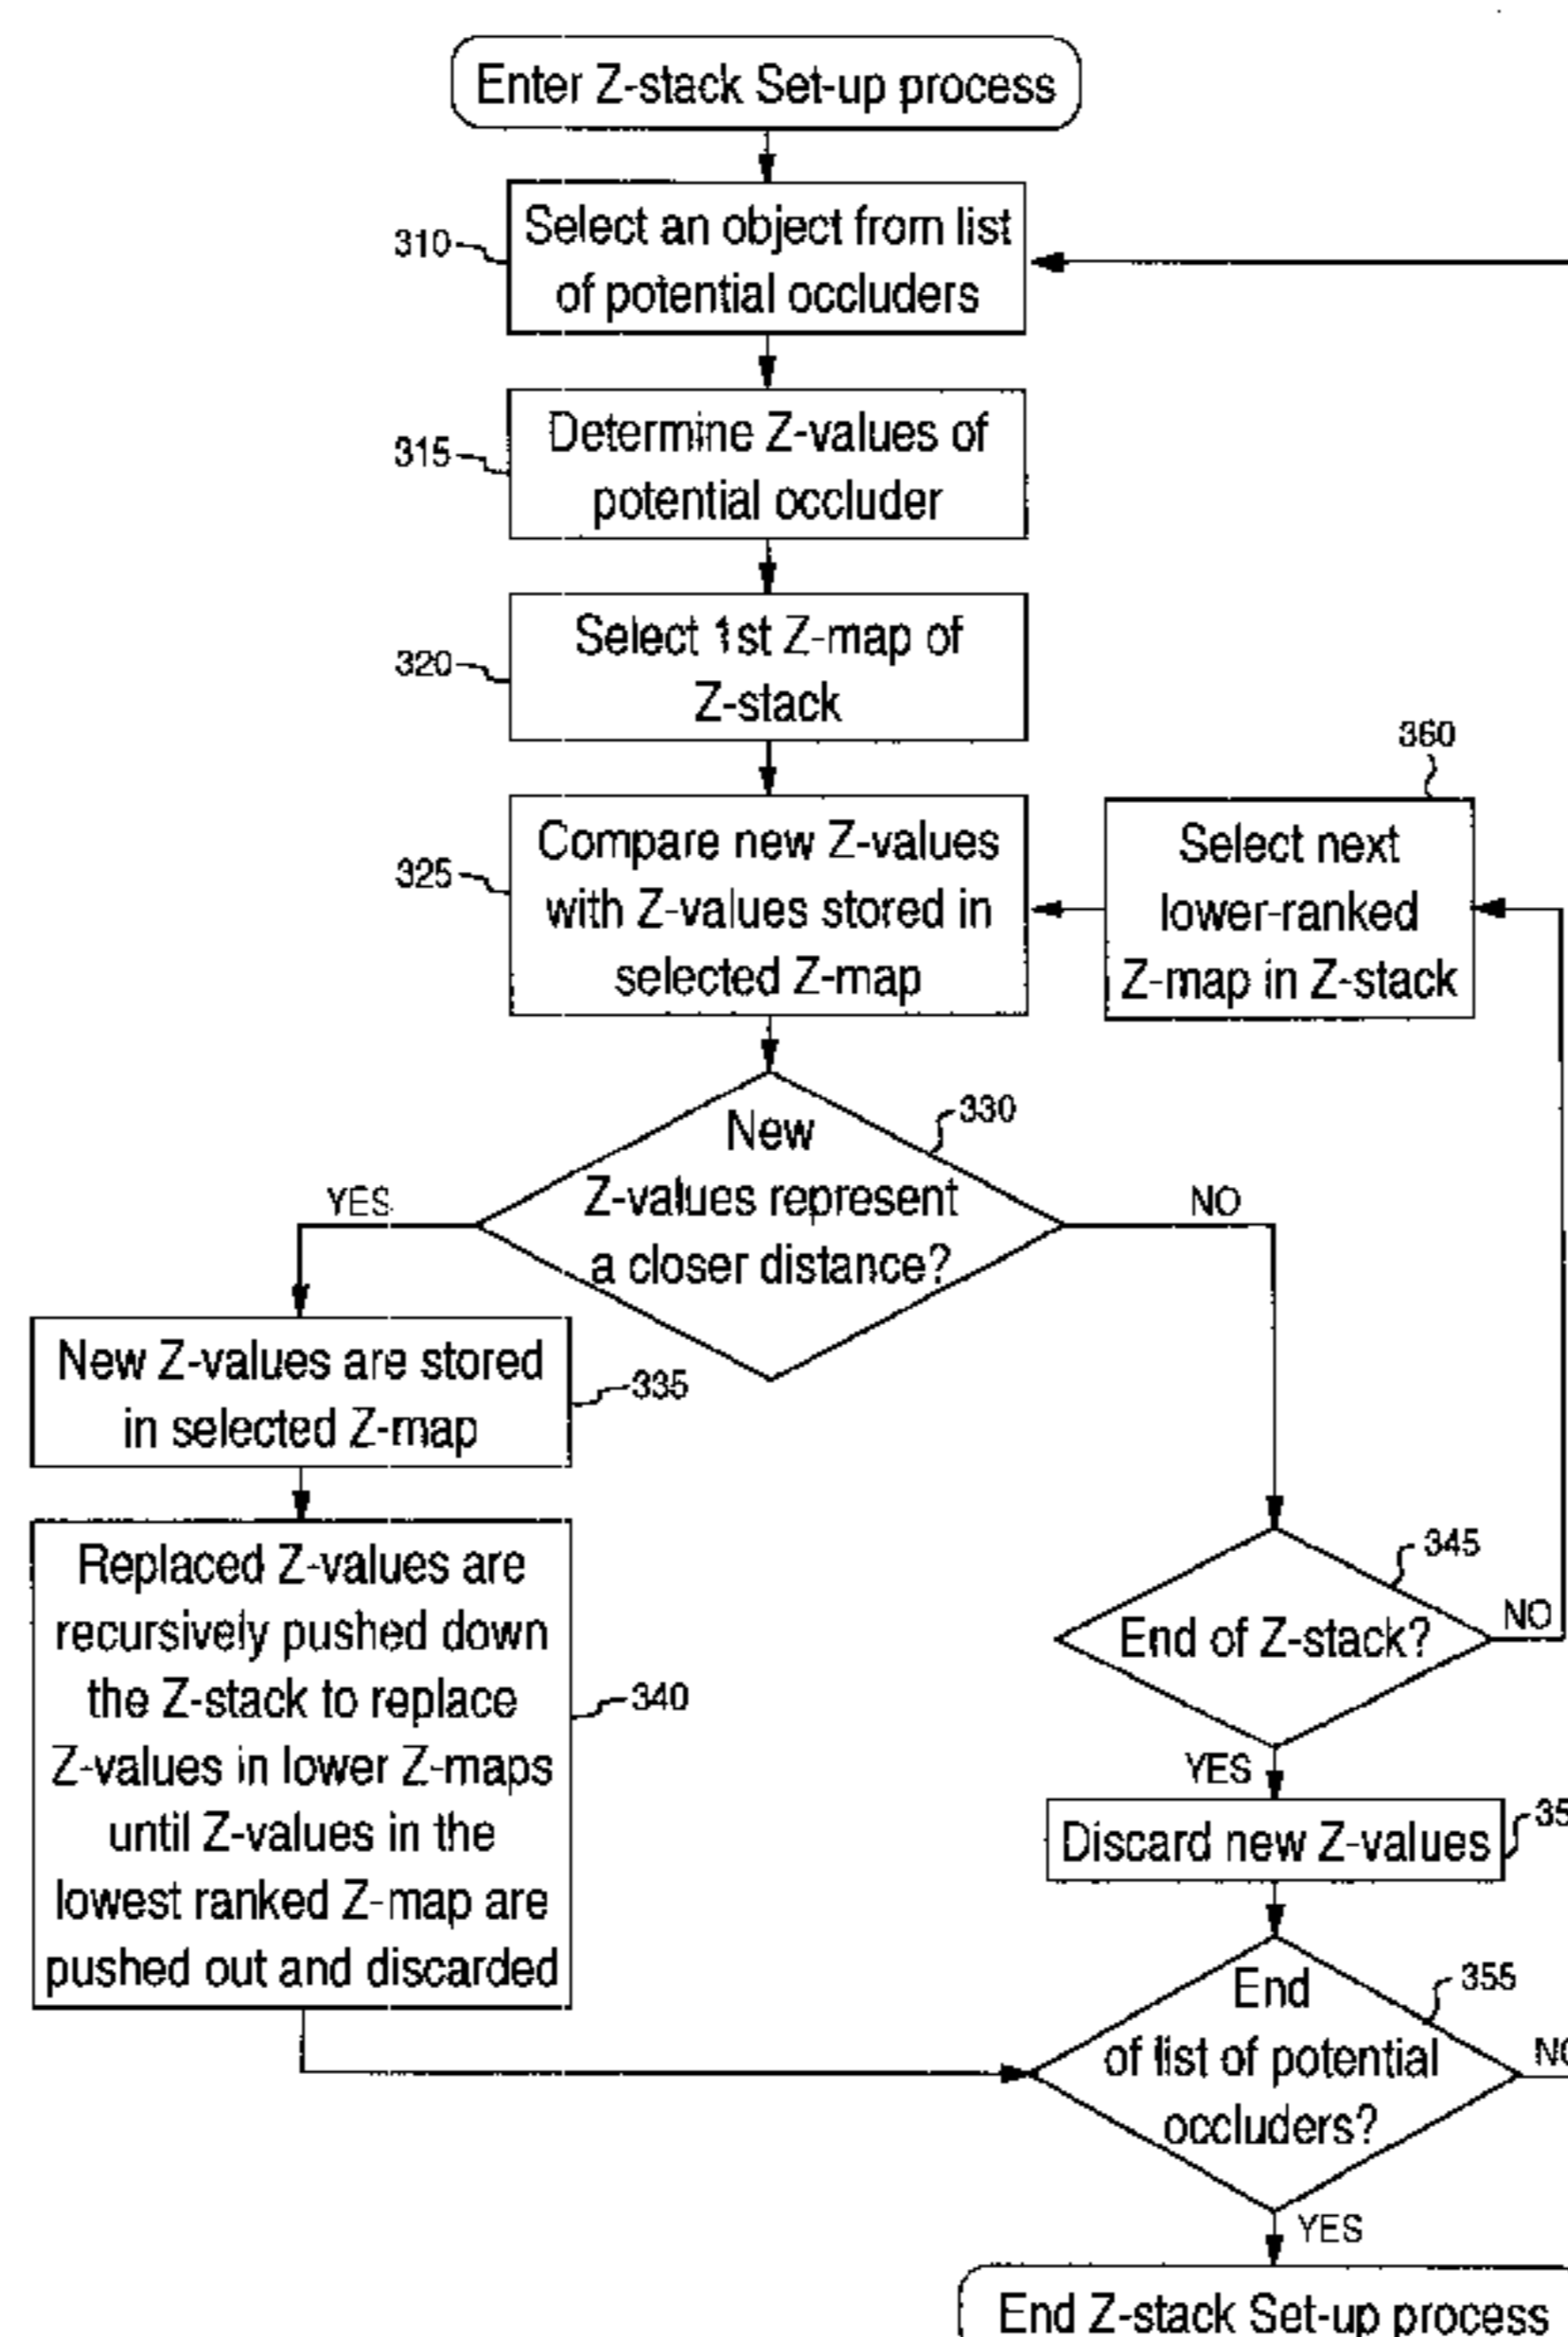 Enter Z-stack Set-up process
310
Select an object from list
of potential occluders
315
Determine Z-values of
potential occluder
320
Select 1st Z-map of
Z-stack
360
325
Compare new Z-values
with Z-values stored in
selected Z-map
Select next
lower-ranked
Z-map in Z-stack
330
New
Z-values represent
a closer distance?
YES
NO
New Z-values are stored
in selected Z-map
335
Replaced Z-values are
recursively pushed down
the Z-stack to replace
Z-values in lower Z-maps
until Z-values in the
lowest ranked Z-map are
pushed out and discarded
340
345
End of Z-stack?
NO
YES
Discard new Z-values
355
End
of list of potential
occluders?
YES
End Z-stack Set-up process